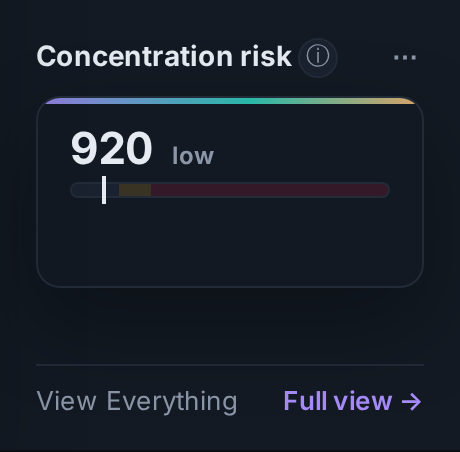 Concentration risk ⓘ ...
920 low
View Everything Full view →